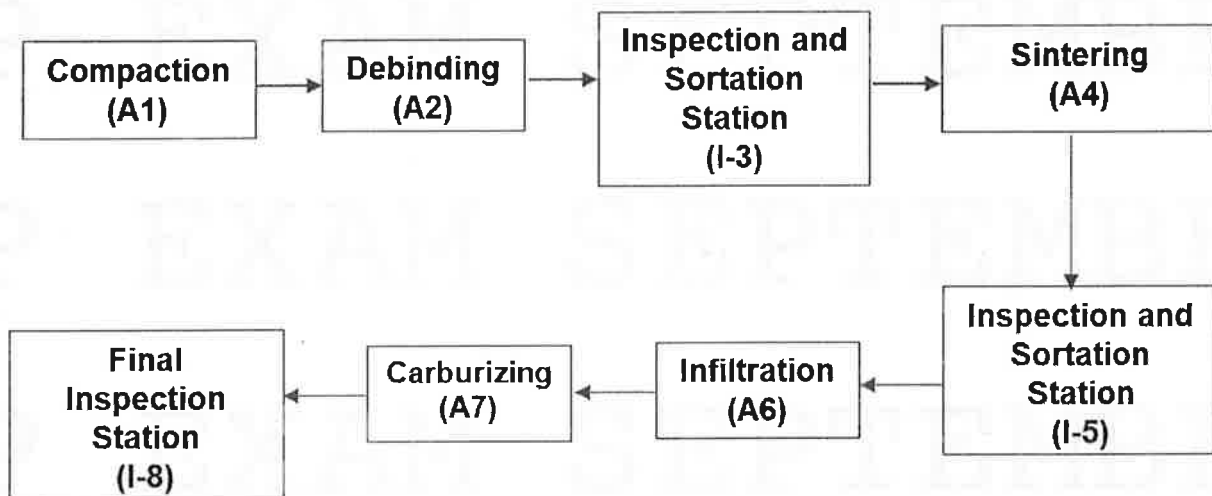 Compaction
(A1)
Debinding
(A2)
Inspection and
Sortation
Station
(I-3)
Sintering
(A4)
Inspection and
Sortation
Station
(I-5)
Infiltration
(A6)
Carburizing
(A7)
Final
Inspection
Station
(I-8)